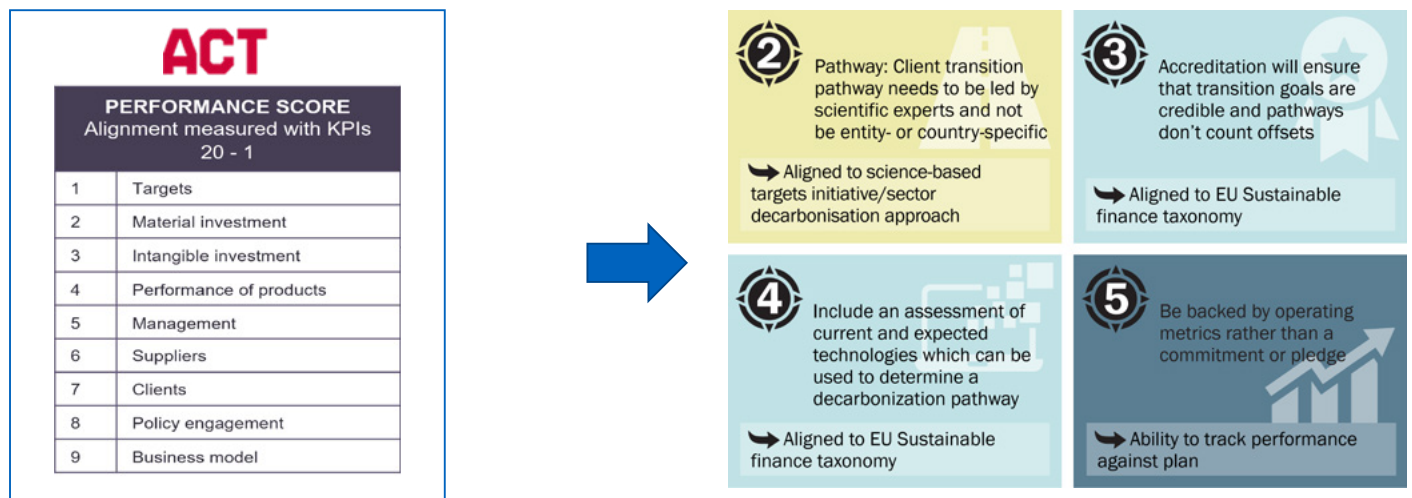 ACT
PERFORMANCE SCORE
Alignment measured with KPIs
20 - 1
1 Targets
2 Material investment
3 Intangible investment
4 Performance of products
5 Management
6 Suppliers
7 Clients
8 Policy engagement
9 Business model
2
Pathway: Client transition
pathway needs to be led by
scientific experts and not
be entity- or country-specific
Aligned to science-based
targets initiative/sector
decarbonisation approach
3
Accreditation will ensure
that transition goals are
credible and pathways
don't count offsets
Aligned to EU Sustainable
finance taxonomy
4
Include an assessment of
current and expected
technologies which can be
used to determine a
decarbonization pathway
Aligned to EU Sustainable
finance taxonomy
5
Be backed by operating
metrics rather than a
commitment or pledge
Ability to track performance
against plan